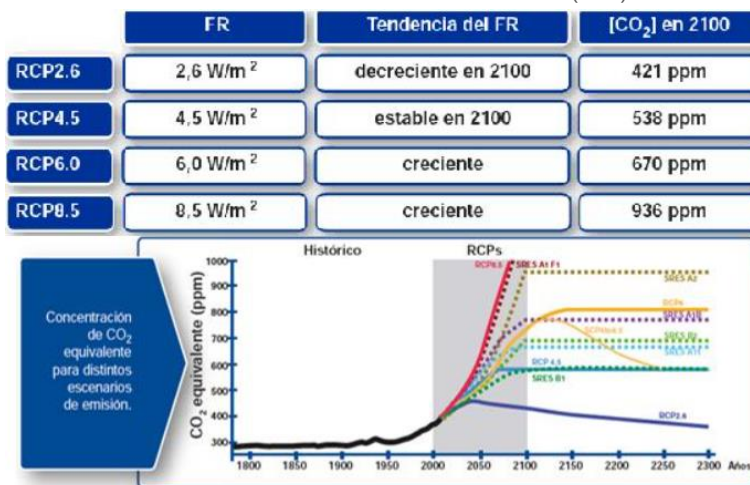 FR Tendencia del FR [CO₂] en 2100
RCP2.6 2,6 W/m² decreciente en 2100 421 ppm
RCP4.5 4,5 W/m² estable en 2100 538 ppm
RCP6.0 6,0 W/m² creciente 670 ppm
RCP8.5 8,5 W/m² creciente 936 ppm
Concentración
de CO₂
equivalente
para distintos
escenarios
de emisión.
Histórico RCPs
CO₂ equivalente (ppm)
1000
900
800
700
600
500
400
300
RCP8.5 SRES A1 F1
SRES A2
RCP6
SRES A1B
SRES B2
RCP 4.5
SRES B1
RCP2.6
1800 1850 1900 1950 2000 2050 2100 2150 2200 2250 2300 Años